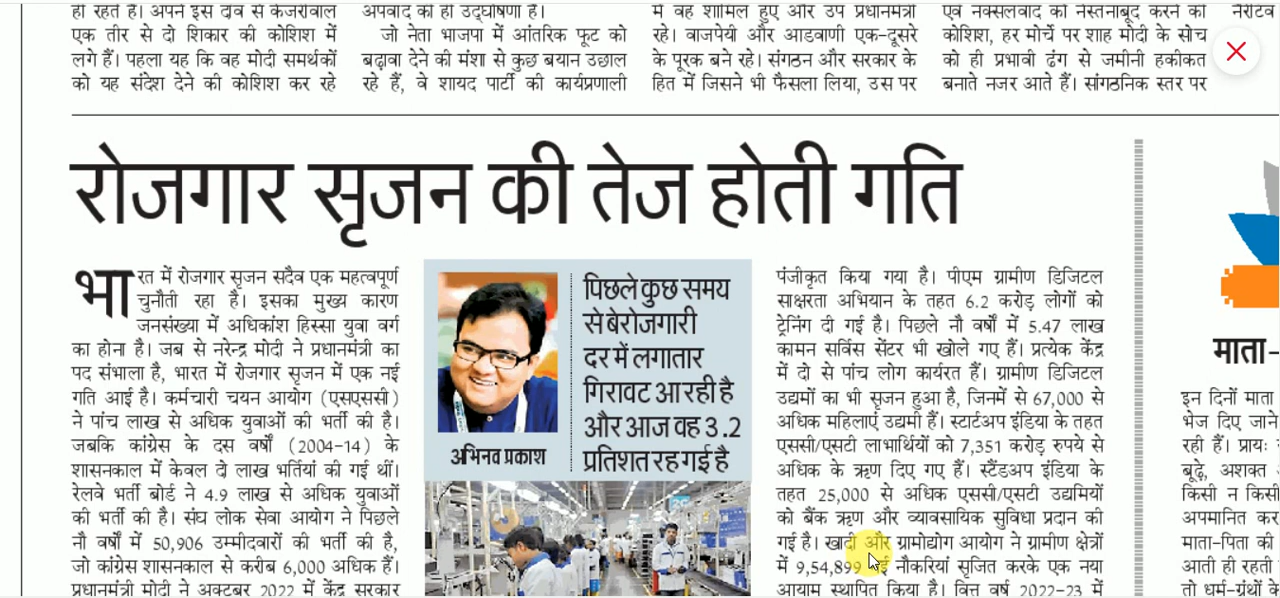 ही रहते हैं। अपने इस दांव से केजरीवाल
एक तीर से दो शिकार की कोशिश में
लगे हैं। पहला यह कि वह मोदी समर्थकों
को यह संदेश देने की कोशिश कर रहे
अपवाद को ही उद्घोषणा है।
जो नेता भाजपा में आंतरिक फूट को
बढ़ावा देने की मंशा से कुछ बयान उछाल
रहे हैं, वे शायद पार्टी की कार्यप्रणाली
में वह शामिल हुए और उप प्रधानमंत्री
रहे। वाजपेयी और आडवाणी एक-दूसरे
के पूरक बने रहे। संगठन और सरकार के
हित में जिसने भी फैसला लिया, उस पर
एवं नक्सलवाद को नेस्तनाबूद करने की
कोशिश, हर मोर्चे पर शाह मोदी के सोच
को ही प्रभावी ढंग से जमीनी हकीकत
बनाते नजर आते हैं। सांगठनिक स्तर पर
नैरेटिव
रोजगार सृजन की तेज होती गति
भारत में रोजगार सृजन सदैव एक महत्वपूर्ण
चुनौती रहा है। इसका मुख्य कारण
जनसंख्या में अधिकांश हिस्सा युवा वर्ग
का होना है। जब से नरेन्द्र मोदी ने प्रधानमंत्री का
पद संभाला है, भारत में रोजगार सृजन में एक नई
गति आई है। कर्मचारी चयन आयोग (एसएससी)
ने पांच लाख से अधिक युवाओं की भर्ती की है।
जबकि कांग्रेस के दस वर्षों (2004-14) के
शासनकाल में केवल दो लाख भर्तियां की गई थीं।
रेलवे भर्ती बोर्ड ने 4.9 लाख से अधिक युवाओं
की भर्ती की है। संघ लोक सेवा आयोग ने पिछले
नौ वर्षों में 50,906 उम्मीदवारों की भर्ती की है,
जो कांग्रेस शासनकाल से करीब 6,000 अधिक हैं।
प्रधानमंत्री मोदी ने अक्टूबर 2022 में केंद्र सरकार
अभिनव प्रकाश
पिछले कुछ समय
से बेरोजगारी
दर में लगातार
गिरावट आ रही है
और आज वह 3.2
प्रतिशत रह गई है
पंजीकृत किया गया है। पीएम ग्रामीण डिजिटल
साक्षरता अभियान के तहत 6.2 करोड़ लोगों को
ट्रेनिंग दी गई है। पिछले नौ वर्षों में 5.47 लाख
कामन सर्विस सेंटर भी खोले गए हैं। प्रत्येक केंद्र
में दो से पांच लोग कार्यरत हैं। ग्रामीण डिजिटल
उद्यमों का भी सृजन हुआ है, जिनमें से 67,000 से
अधिक महिलाएं उद्यमी हैं। स्टार्टअप इंडिया के तहत
एससी/एसटी लाभार्थियों को 7,351 करोड़ रुपये से
अधिक के ऋण दिए गए हैं। स्टैंडअप इंडिया के
तहत 25,000 से अधिक एससी/एसटी उद्यमियों
को बैंक ऋण और व्यावसायिक सुविधा प्रदान की
गई है। खादी और ग्रामोद्योग आयोग ने ग्रामीण क्षेत्रों
में 9,54,899 नई नौकरियां सृजित करके एक नया
आयाम स्थापित किया है। वित्त वर्ष 2022-23 में
माता-
इन दिनों माता
भेज दिए जाने
रही हैं। प्रायः
बूढ़े, अशक्त
किसी न किसी
अपमानित कर
माता-पिता की
आती ही रहती
तो धर्म-ग्रंथों के